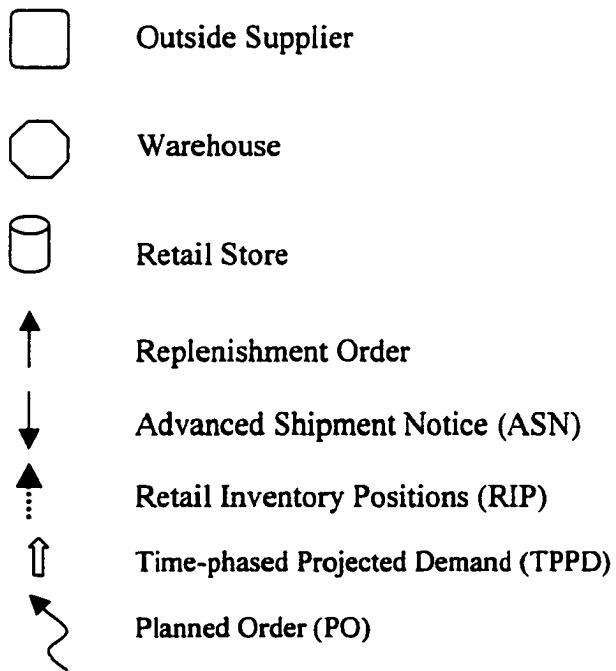 Outside Supplier
Warehouse
Retail Store
Replenishment Order
Advanced Shipment Notice (ASN)
Retail Inventory Positions (RIP)
Time-phased Projected Demand (TPPD)
Planned Order (PO)